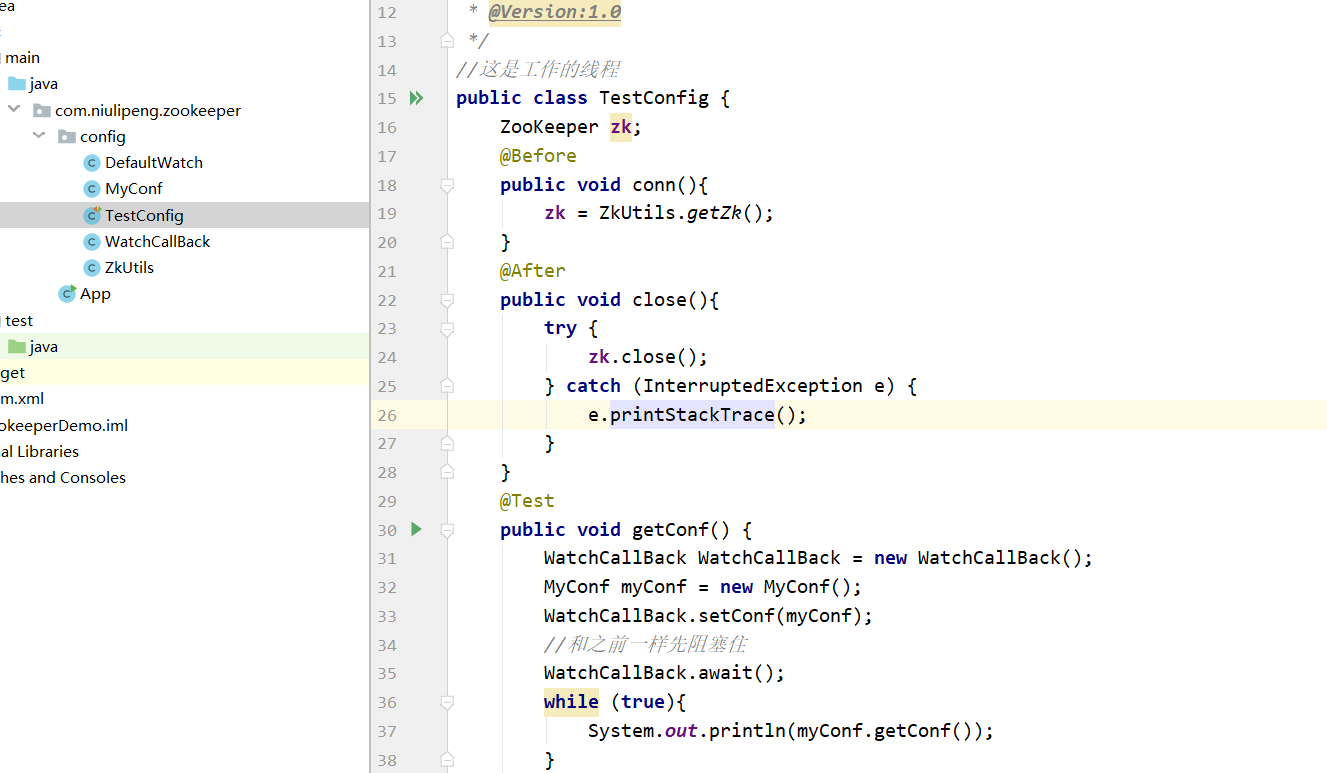 ea
main
java
com.niulipeng.zookeeper
config
DefaultWatch
MyConf
TestConfig
WatchCallBack
ZkUtils
App
test
java
get
m.xml
okeeperDemo.iml
al Libraries
hes and Consoles
12 * @Version:1.0
13 */
14 //这是工作的线程
15 public class TestConfig {
16 ZooKeeper zk;
17 @Before
18 public void conn(){
19 zk = ZkUtils.getZk();
20 }
21 @After
22 public void close(){
23 try {
24 zk.close();
25 } catch (InterruptedException e) {
26 e.printStackTrace();
27 }
28 }
29 @Test
30 public void getConf() {
31 WatchCallBack WatchCallBack = new WatchCallBack();
32 MyConf myConf = new MyConf();
33 WatchCallBack.setConf(myConf);
34 //和之前一样先阻塞住
35 WatchCallBack.await();
36 while (true){
37 System.out.println(myConf.getConf());
38 }